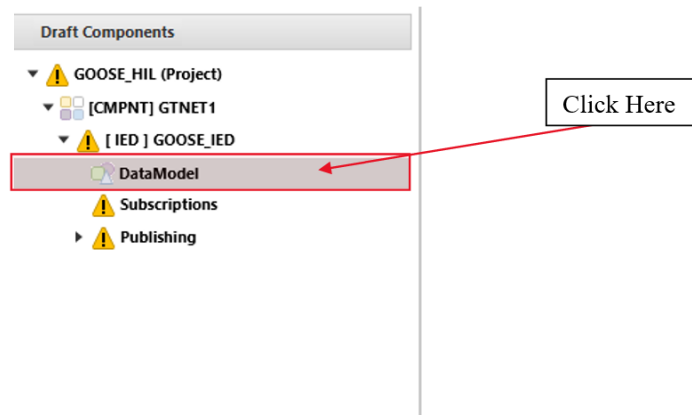 Draft Components
GOOSE_HIL (Project)
[CMPNT] GTNET1
[ IED ] GOOSE_IED
DataModel
Subscriptions
Publishing
Click Here